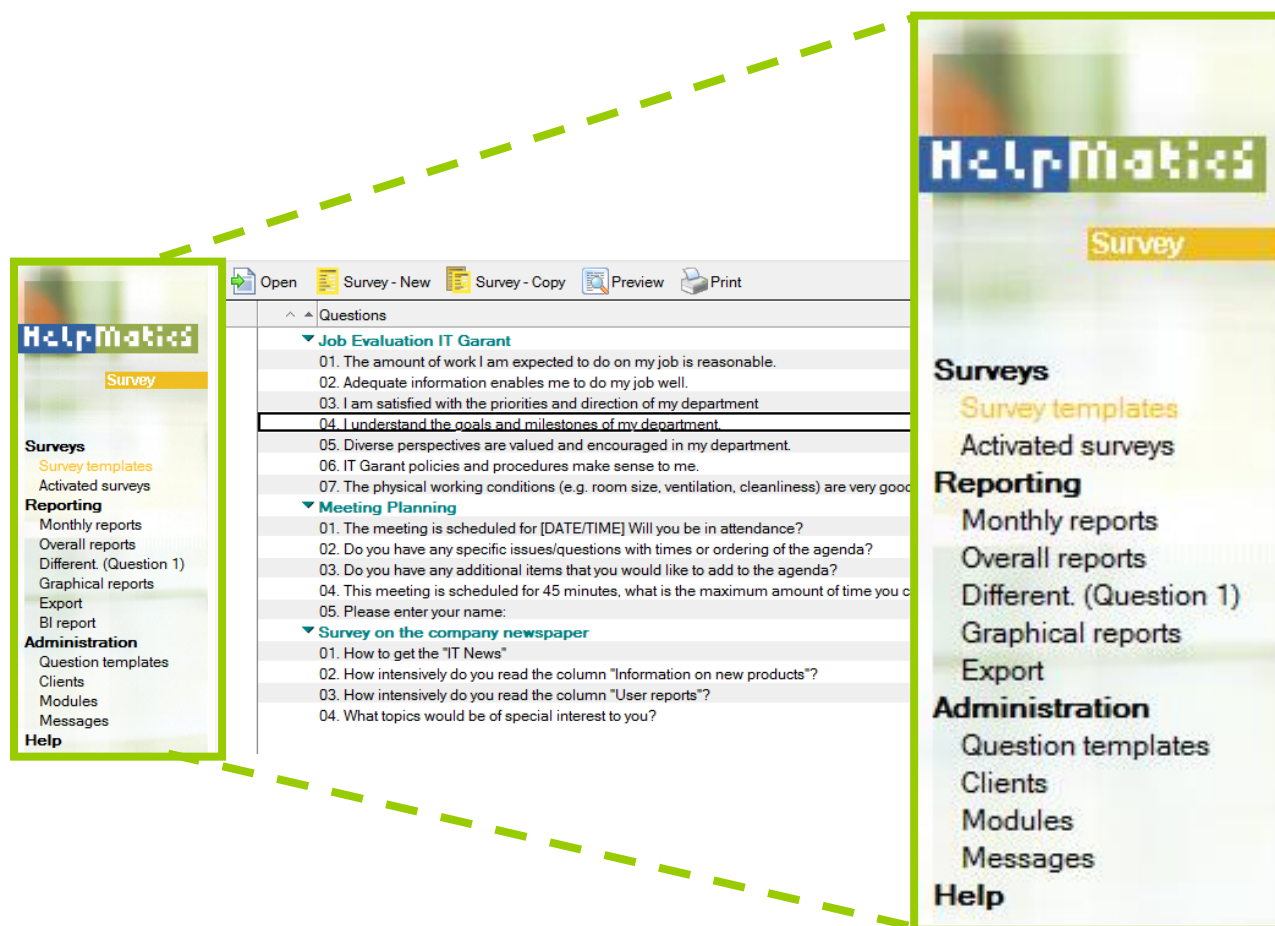 HelpMatics
Survey
Surveys
Survey templates
Activated surveys
Reporting
Monthly reports
Overall reports
Different. (Question 1)
Graphical reports
Export
BI report
Administration
Question templates
Clients
Modules
Messages
Help
Open Survey - New Survey - Copy Preview Print
Questions
Job Evaluation IT Garant
01. The amount of work I am expected to do on my job is reasonable.
02. Adequate information enables me to do my job well.
03. I am satisfied with the priorities and direction of my department
04. I understand the goals and milestones of my department.
05. Diverse perspectives are valued and encouraged in my department.
06. IT Garant policies and procedures make sense to me.
07. The physical working conditions (e.g. room size, ventilation, cleanliness) are very good
Meeting Planning
01. The meeting is scheduled for [DATE/TIME] Will you be in attendance?
02. Do you have any specific issues/questions with times or ordering of the agenda?
03. Do you have any additional items that you would like to add to the agenda?
04. This meeting is scheduled for 45 minutes, what is the maximum amount of time you c
05. Please enter your name:
Survey on the company newspaper
01. How to get the "IT News"
02. How intensively do you read the column "Information on new products"?
03. How intensively do you read the column "User reports"?
04. What topics would be of special interest to you?
HelpMatics
Survey
Surveys
Survey templates
Activated surveys
Reporting
Monthly reports
Overall reports
Different. (Question 1)
Graphical reports
Export
Administration
Question templates
Clients
Modules
Messages
Help